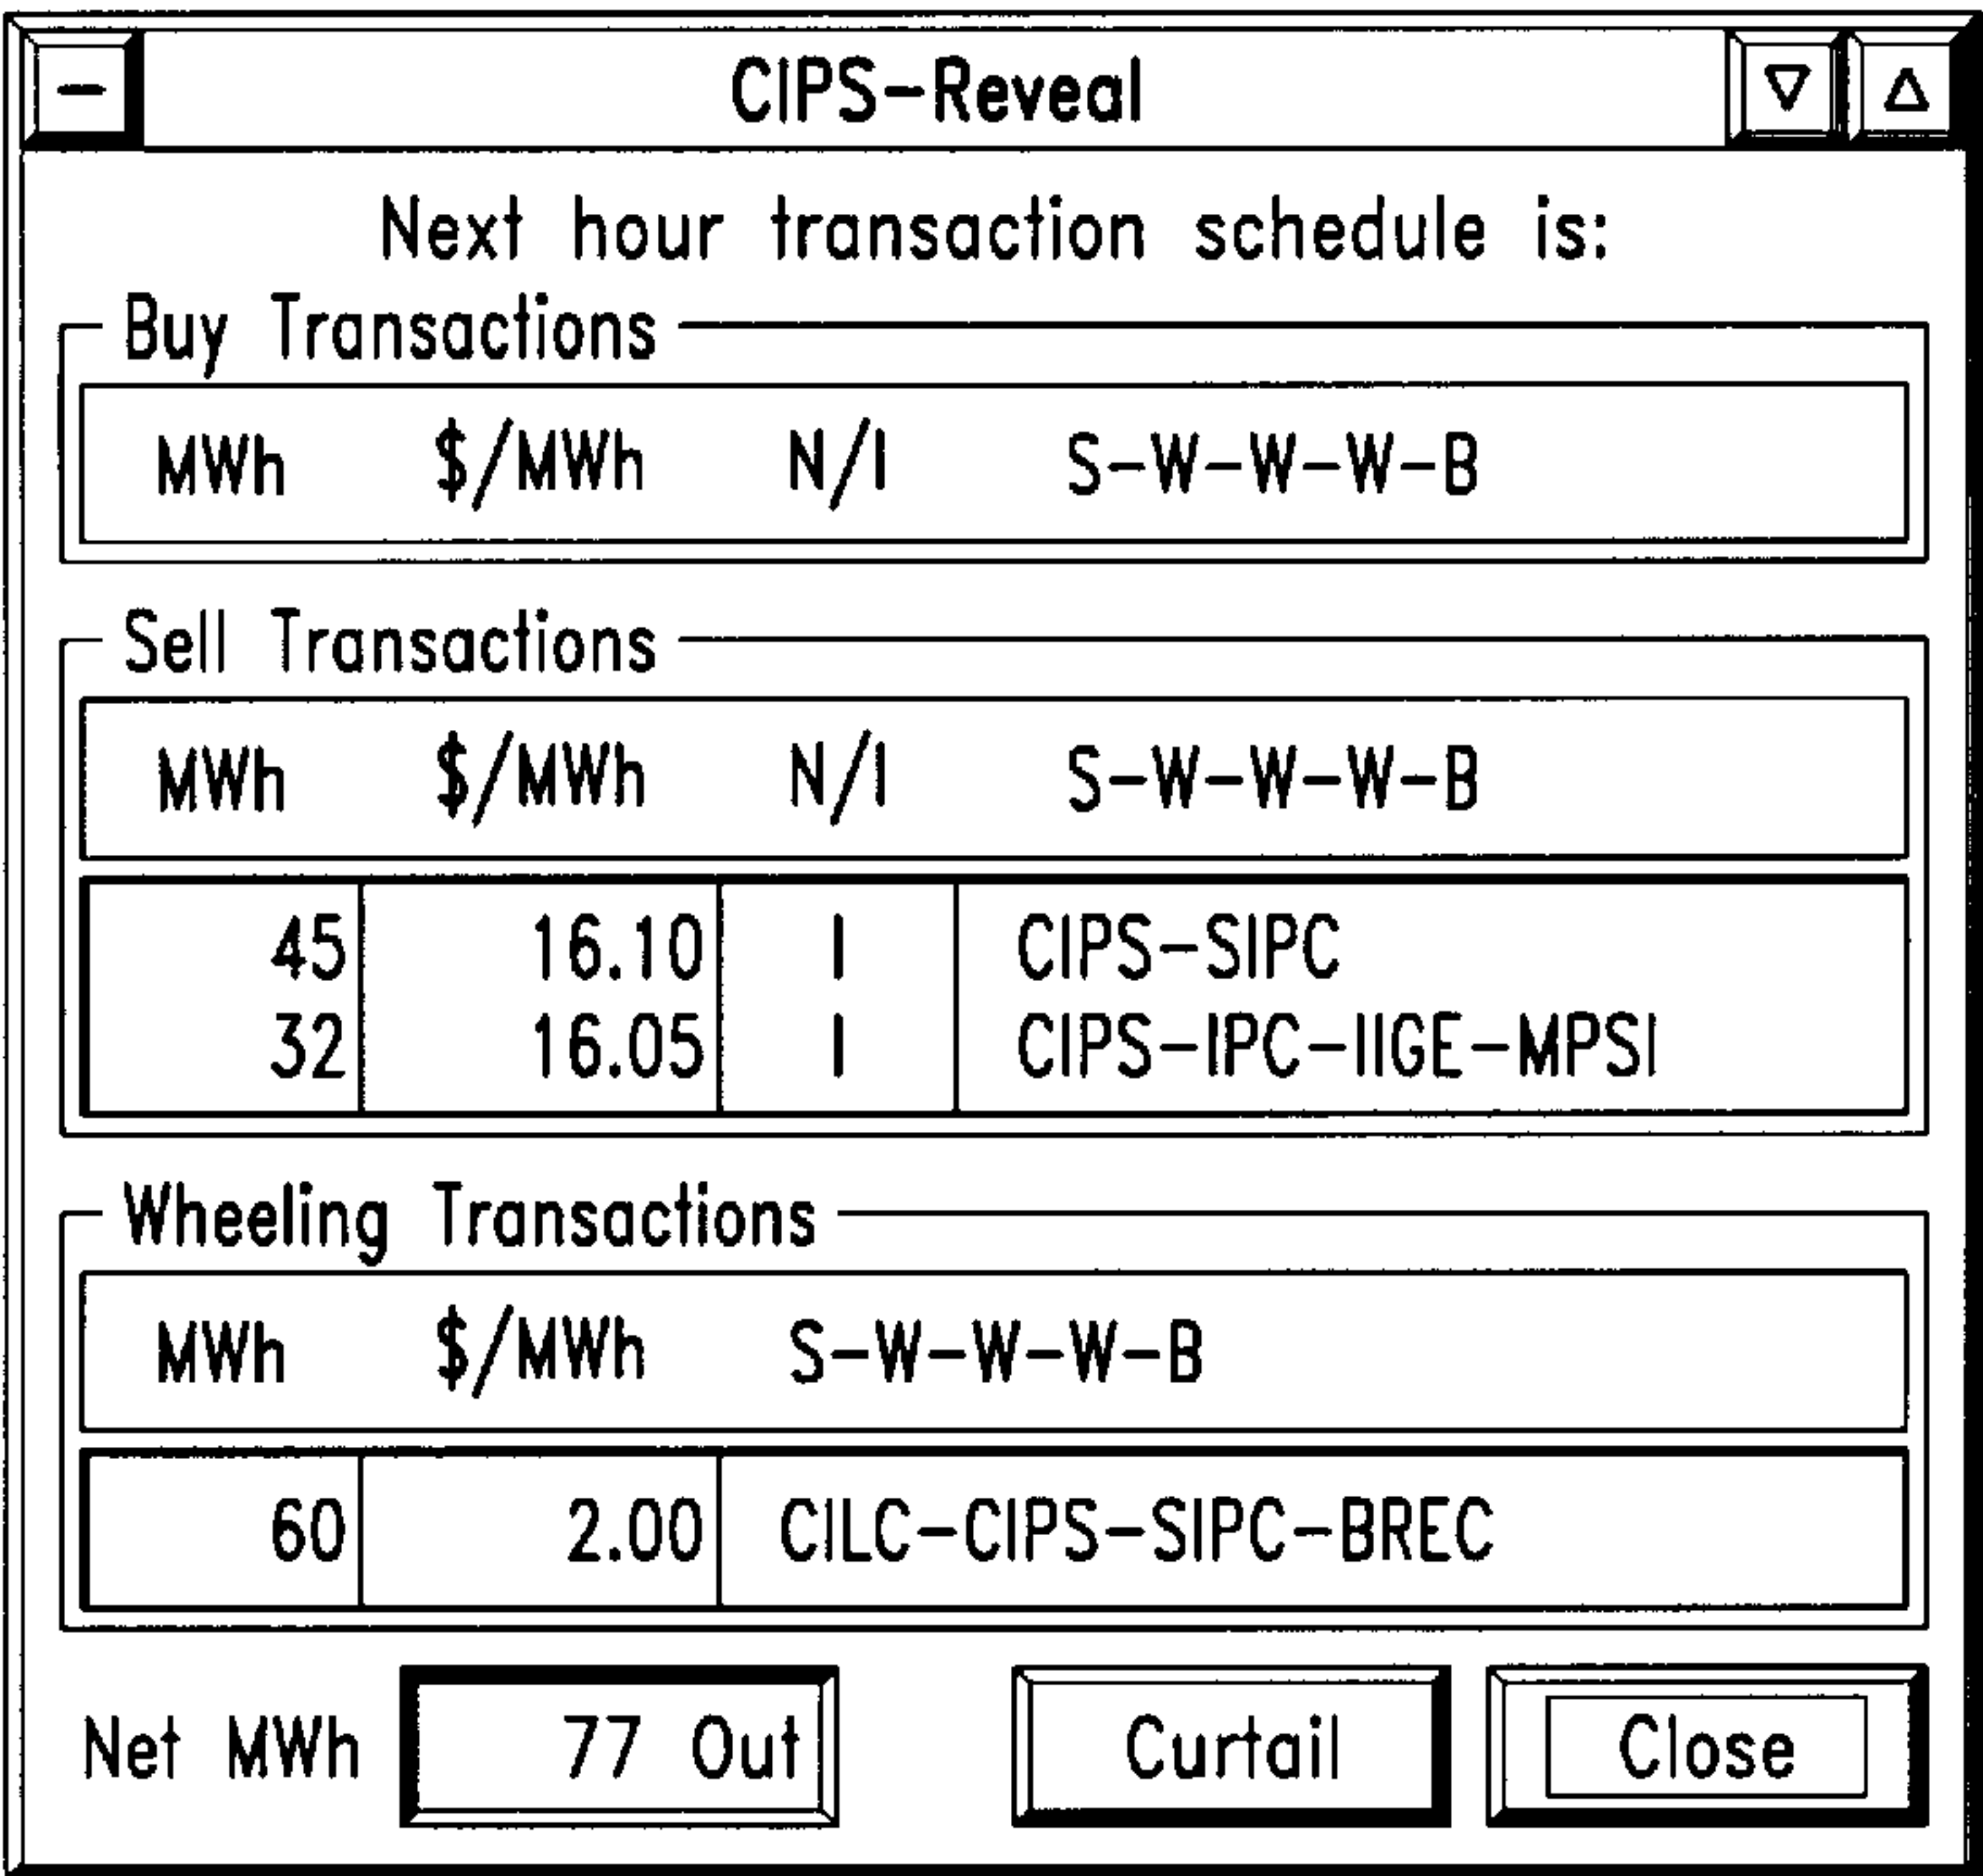 CIPS-Reveal
Next hour transaction schedule is:
Buy Transactions
MWh $/MWh N/I S-W-W-W-B
Sell Transactions
MWh $/MWh N/I S-W-W-W-B
45 16.10 I CIPS-SIPC
32 16.05 I CIPS-IPC-IIGE-MPSI
Wheeling Transactions
MWh $/MWh S-W-W-W-B
60 2.00 CILC-CIPS-SIPC-BREC
Net MWh 77 Out Curtail Close